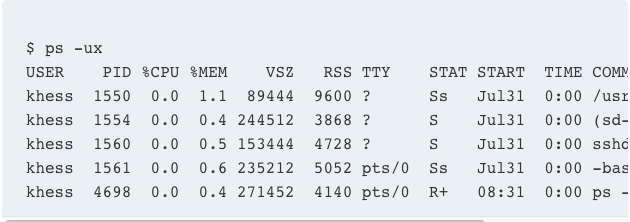 $ ps -ux
USER PID %CPU %MEM VSZ RSS TTY STAT START TIME COMM
khess 1550 0.0 1.1 89444 9600 ? Ss Jul31 0:00 /usr
khess 1554 0.0 0.4 244512 3868 ? S Jul31 0:00 (sd-
khess 1560 0.0 0.5 153444 4728 ? S Jul31 0:00 sshd
khess 1561 0.0 0.6 235212 5052 pts/0 Ss Jul31 0:00 -bas
khess 4698 0.0 0.4 271452 4140 pts/0 R+ 08:31 0:00 ps -